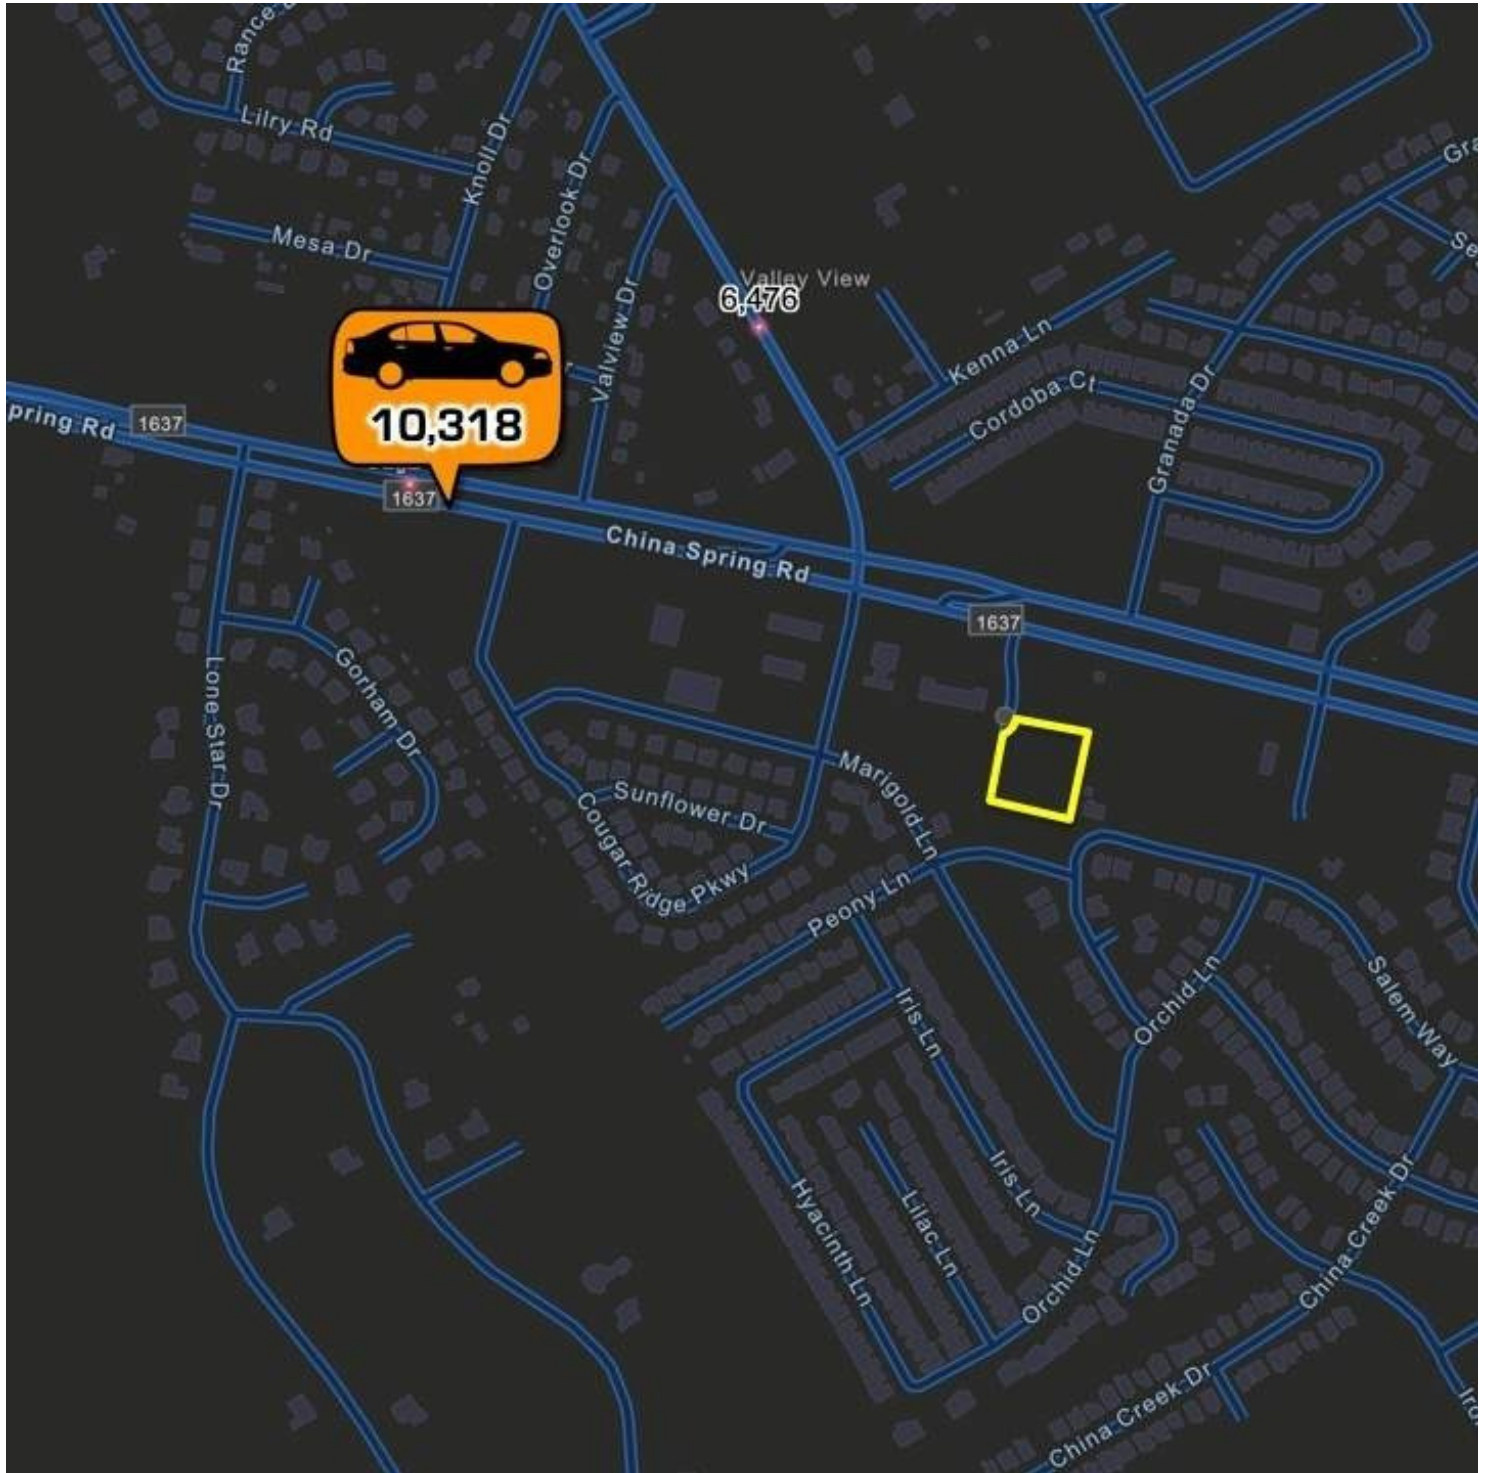 Rance
Lilry Rd
Knoll Dr
Overlook Dr
Mesa Dr
Valley View
6,476
Valview Dr
Kenna Ln
Cordoba Ct
Granada Dr
10,318
pring Rd
1637
1637
China Spring Rd
1637
Gorham Dr
Lone Star Dr
Marigold Ln
Sunflower Dr
Cougar Ridge Pkwy
Peony Ln
Iris Ln
Orchid Ln
Salem Way
Iris Ln
Hyacinth Ln
Lilac Ln
Orchid Ln
China Creek Dr
China Creek Dr